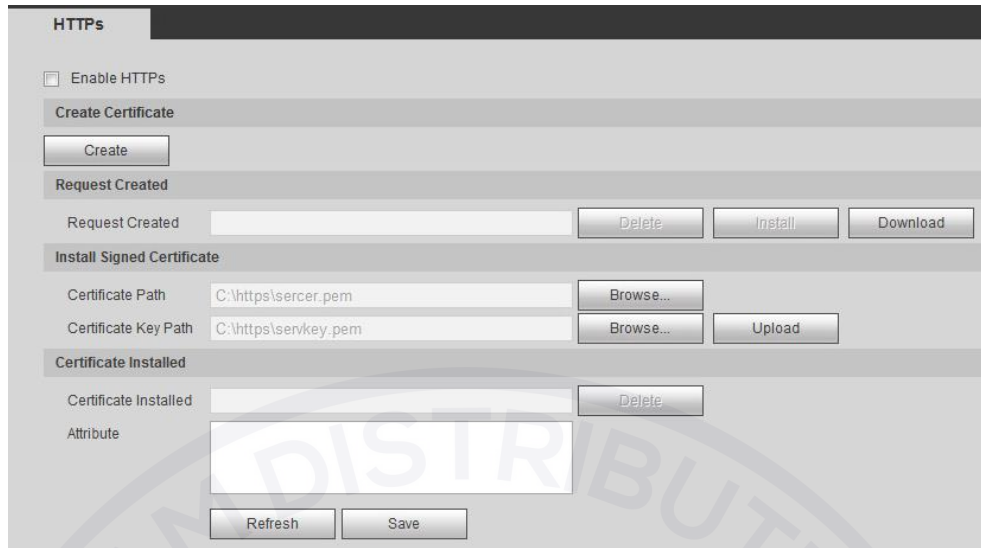 HTTPs
Enable HTTPs
Create Certificate
Create
Request Created
Request Created Delete Install Download
Install Signed Certificate
Certificate Path C:\https\sercer.pem Browse...
Certificate Key Path C:\https\servkey.pem Browse... Upload
Certificate Installed
Certificate Installed Delete
Attribute
Refresh Save
M DISTRIBUT